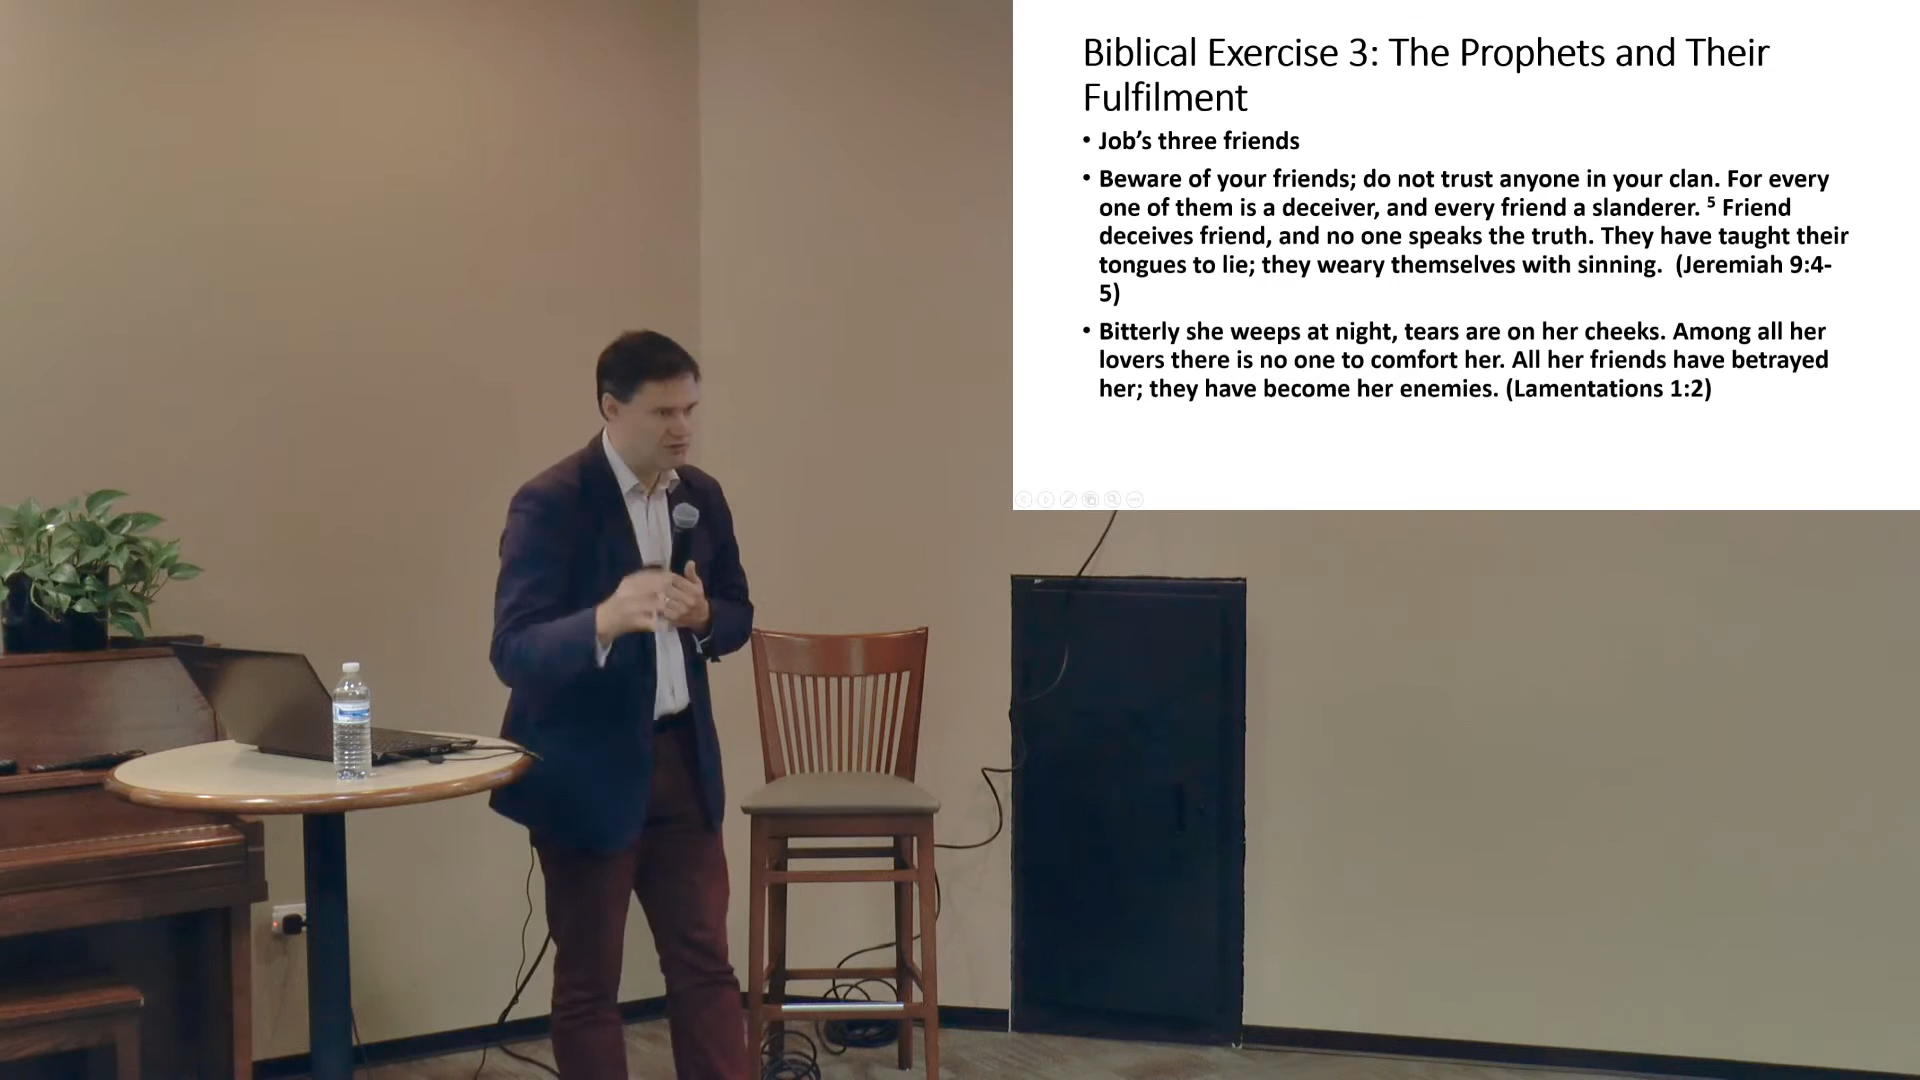 Biblical Exercise 3: The Prophets and Their
Fulfilment
• Job’s three friends
• Beware of your friends; do not trust anyone in your clan. For every
one of them is a deceiver, and every friend a slanderer. ⁵ Friend
deceives friend, and no one speaks the truth. They have taught their
tongues to lie; they weary themselves with sinning.  (Jeremiah 9:4-
5)
• Bitterly she weeps at night, tears are on her cheeks. Among all her
lovers there is no one to comfort her. All her friends have betrayed
her; they have become her enemies. (Lamentations 1:2)